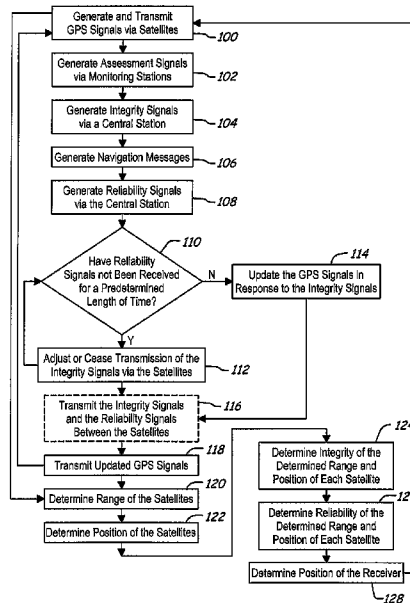 Generate and Transmit
GPS Signals via Satellites
100
Generate Assessment Signals
via Monitoring Stations
102
Generate Integrity Signals
via a Central Station
104
Generate Navigation Messages
106
Generate Reliability Signals
via the Central Station
108
110
Have Reliability
Signals not Been Received
for a Predetermined
Length of Time?
N
114
Update the GPS Signals In
Response to the Integrity Signals
Y
Adjust or Cease Transmission of the
Integrity Signals via the Satellites
112
Transmit the Integrity Signals
and the Reliability Signals
Between the Satellites
116
Transmit Updated GPS Signals
118
Determine Range of the Satellites
120
Determine Position of the Satellites
122
124
Determine Integrity of the
Determined Range and
Position of Each Satellite
Determine Reliability of the
Determined Range and
Position of Each Satellite
Determine Position of the Receiver
128